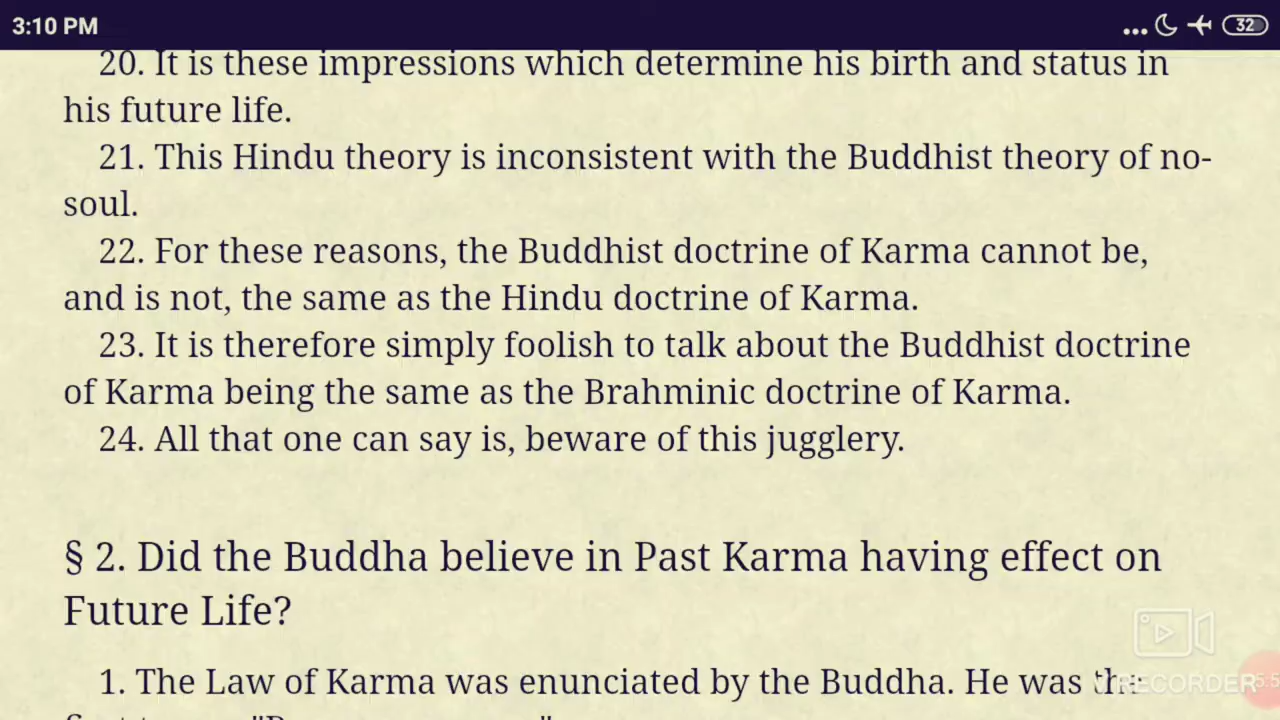 3:10 PM
32
20. It is these impressions which determine his birth and status in
his future life.
21. This Hindu theory is inconsistent with the Buddhist theory of no-
soul.
22. For these reasons, the Buddhist doctrine of Karma cannot be,
and is not, the same as the Hindu doctrine of Karma.
23. It is therefore simply foolish to talk about the Buddhist doctrine
of Karma being the same as the Brahminic doctrine of Karma.
24. All that one can say is, beware of this jugglery.
§ 2. Did the Buddha believe in Past Karma having effect on
Future Life?
1. The Law of Karma was enunciated by the Buddha. He was the
RECORDER